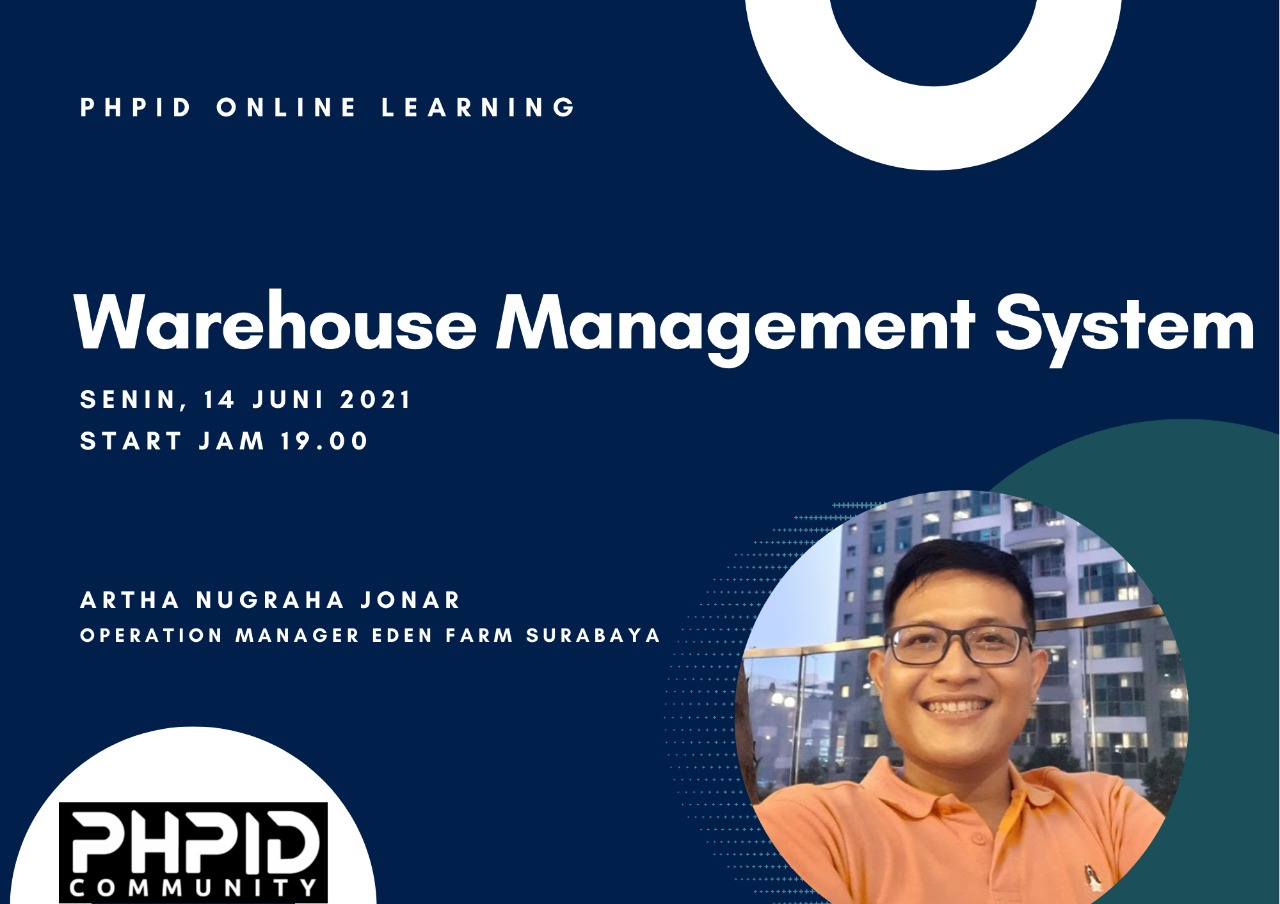 PHPID ONLINE LEARNING
Warehouse Management System
SENIN, 14 JUNI 2021
START JAM 19.00
ARTHA NUGRAHA JONAR
OPERATION MANAGER EDEN FARM SURABAYA
PHPID
COMMUNITY